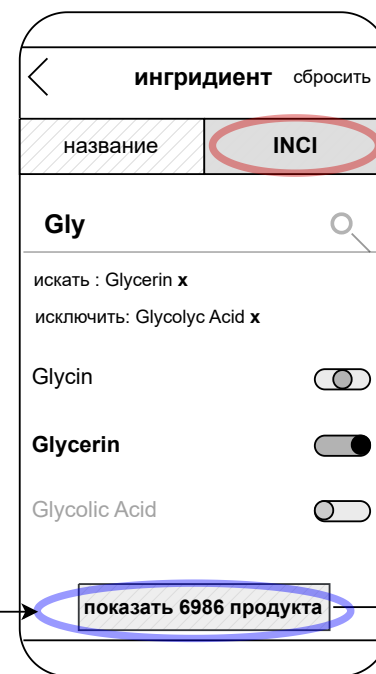 ингридиент сбросить
название INCI
Gly
искать : Glycerin x
исключить: Glycolyc Acid x
Glycin
Glycerin
Glycolic Acid
показать 6986 продукта